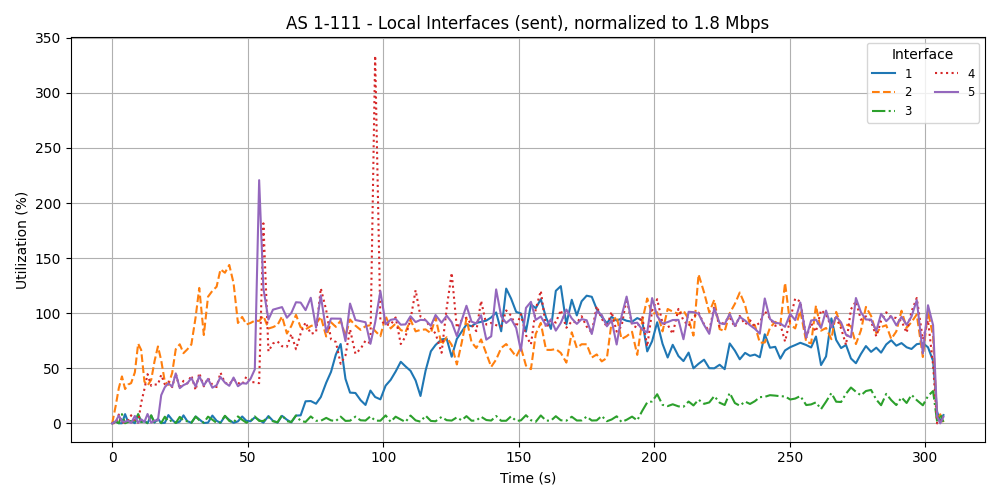 AS 1-111 - Local Interfaces (sent), normalized to 1.8 Mbps
Utilization (%)
350
300
250
200
150
100
50
0
0 50 100 150 200 250 300
Time (s)
Interface
1 4
2 5
3